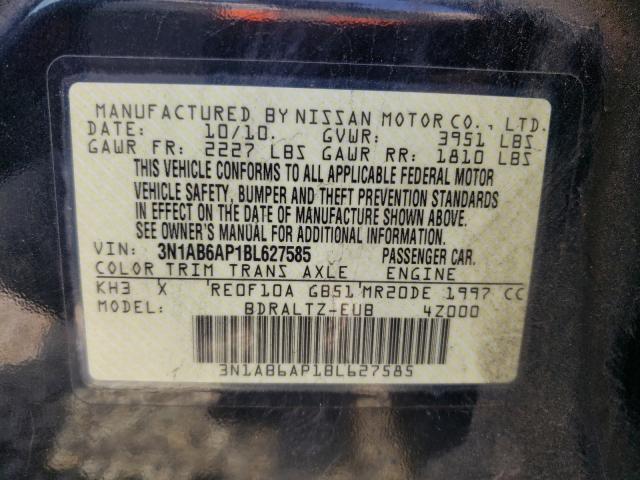 MANUFACTURED BY NISSAN MOTOR CO., LTD.
DATE: 10/10. GVWR: 3951 LBS
GAWR FR: 2227 LBS GAWR RR: 1810 LBS
THIS VEHICLE CONFORMS TO ALL APPLICABLE FEDERAL MOTOR
VEHICLE SAFETY, BUMPER AND THEFT PREVENTION STANDARDS
IN EFFECT ON THE DATE OF MANUFACTURE SHOWN ABOVE.
SEE OWNER'S MANUAL FOR ADDITIONAL INFORMATION.
VIN: 3N1AB6AP1BL627585 PASSENGER CAR.
COLOR TRIM TRANS AXLE ENGINE
KH3 X RE0F10A GB51 MR20DE 1997 CC
MODEL: BDRALTZ-EUB 4Z000
3N1AB6AP1BL627585